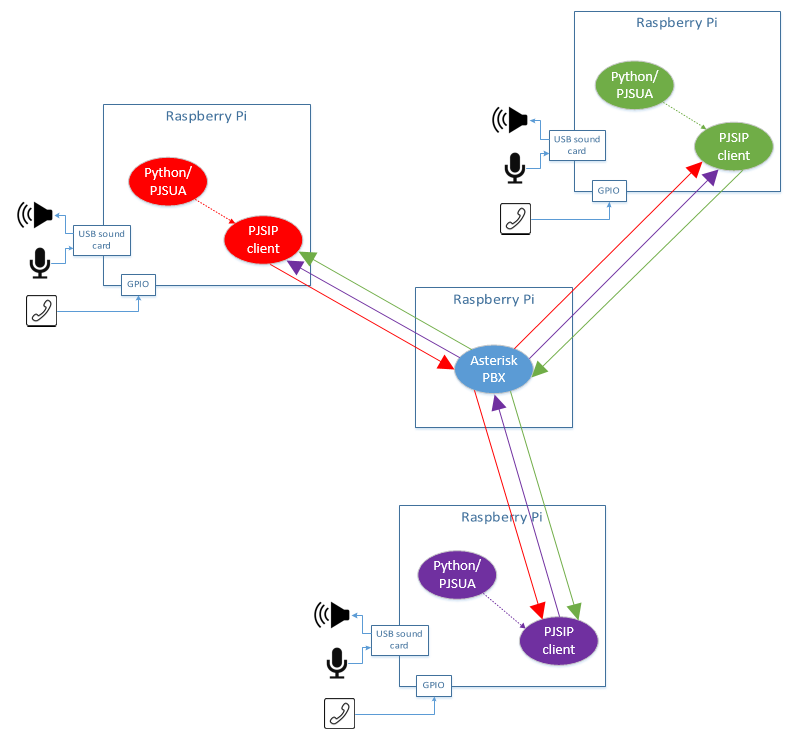 Raspberry Pi
Python/
PJSUA
PJSIP
client
USB sound
card
GPIO
Raspberry Pi
Python/
PJSUA
PJSIP
client
USB sound
card
GPIO
Raspberry Pi
Asterisk
PBX
Raspberry Pi
Python/
PJSUA
PJSIP
client
USB sound
card
GPIO